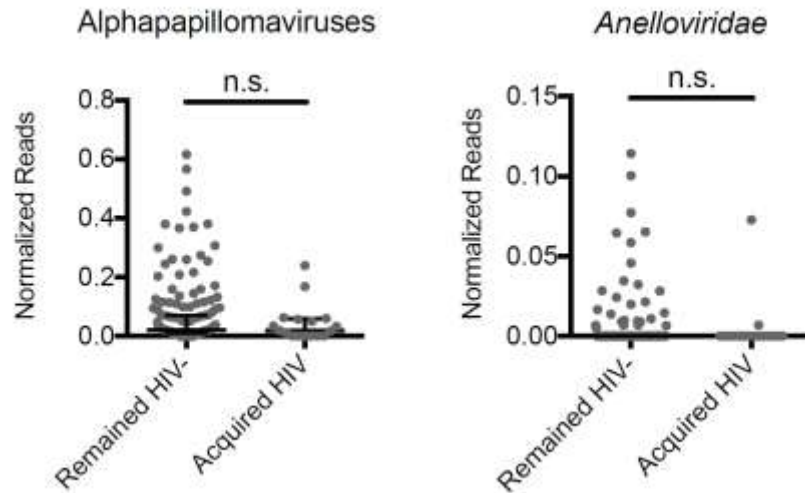 Alphapapillomaviruses
n.s.
Normalized Reads
0.8
0.6
0.4
0.2
0.0
Remained HIV-
Acquired HIV
Anelloviridae
n.s.
Normalized Reads
0.15
0.10
0.05
0.00
Remained HIV-
Acquired HIV